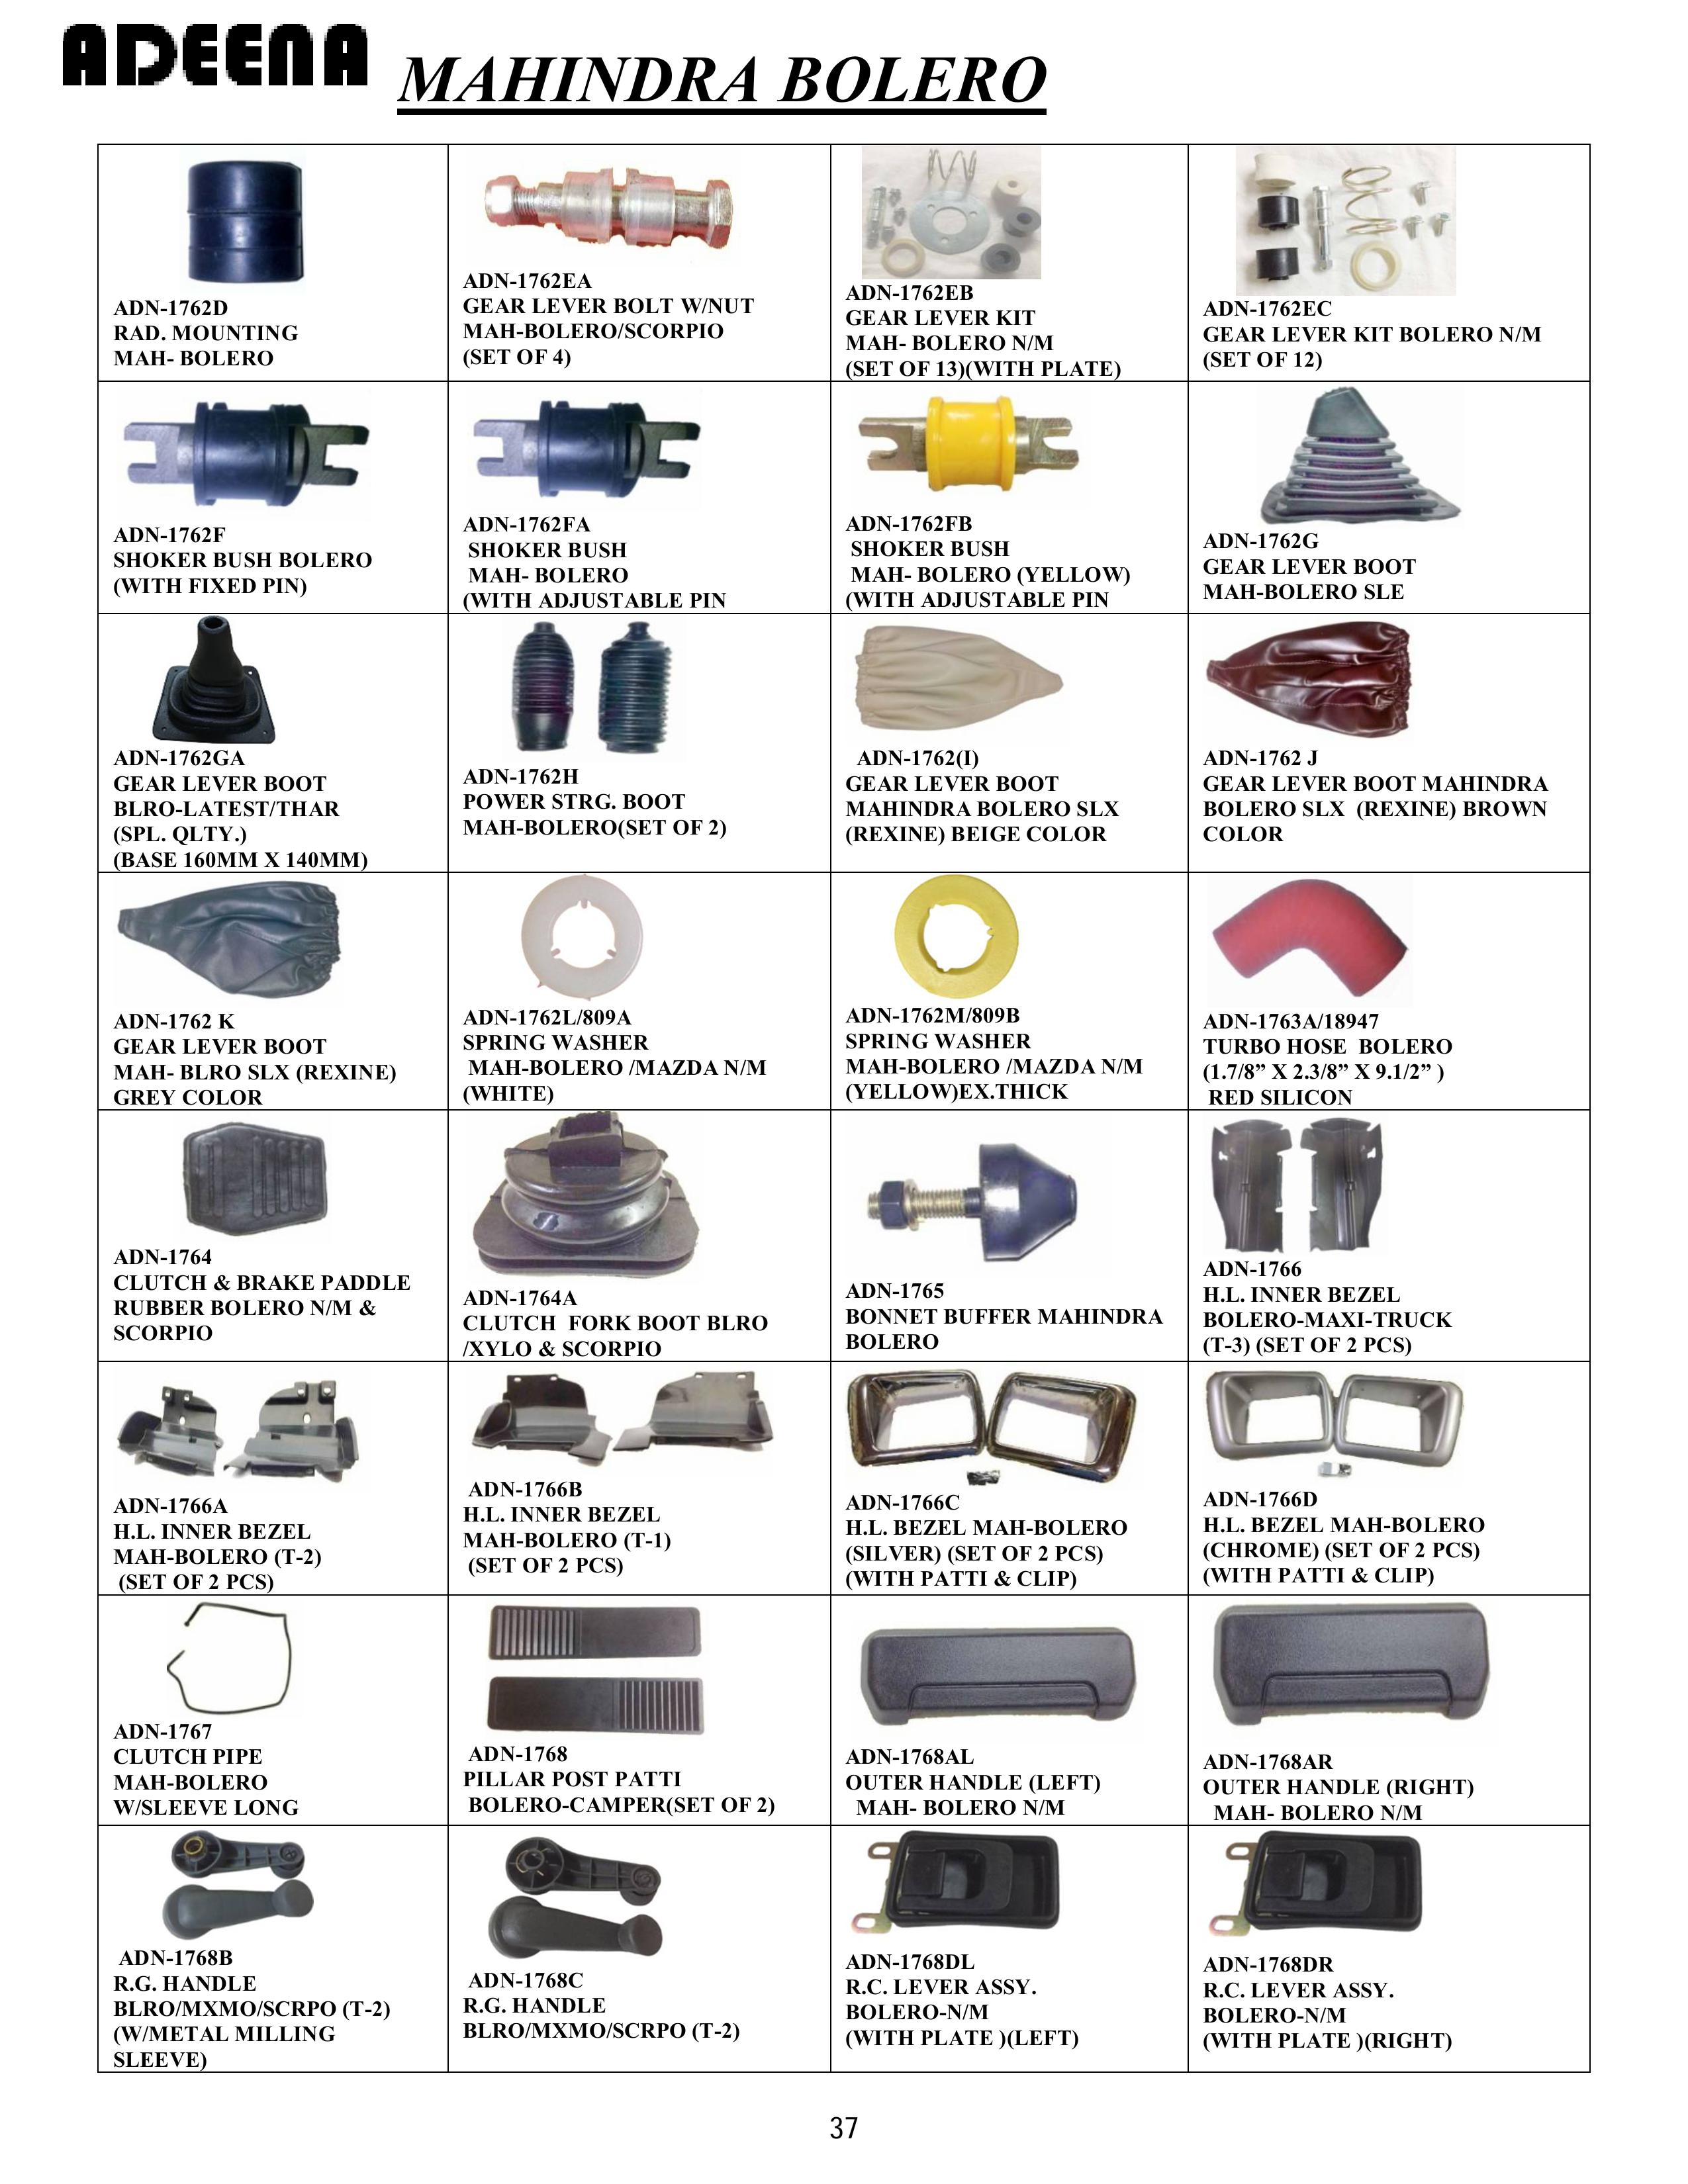 ADEENA
MAHINDRA BOLERO
ADN-1762D
RAD. MOUNTING
MAH- BOLERO
ADN-1762EA
GEAR LEVER BOLT W/NUT
MAH-BOLERO/SCORPIO
(SET OF 4)
ADN-1762EB
GEAR LEVER KIT
MAH- BOLERO N/M
(SET OF 13)(WITH PLATE)
ADN-1762EC
GEAR LEVER KIT BOLERO N/M
(SET OF 12)
ADN-1762F
SHOKER BUSH BOLERO
(WITH FIXED PIN)
ADN-1762FA
SHOKER BUSH
MAH- BOLERO
(WITH ADJUSTABLE PIN
ADN-1762FB
SHOKER BUSH
MAH- BOLERO (YELLOW)
(WITH ADJUSTABLE PIN
ADN-1762G
GEAR LEVER BOOT
MAH-BOLERO SLE
ADN-1762GA
GEAR LEVER BOOT
BLRO-LATEST/THAR
(SPL. QLTY.)
(BASE 160MM X 140MM)
ADN-1762H
POWER STRG. BOOT
MAH-BOLERO(SET OF 2)
ADN-1762(I)
GEAR LEVER BOOT
MAHINDRA BOLERO SLX
(REXINE) BEIGE COLOR
ADN-1762 J
GEAR LEVER BOOT MAHINDRA
BOLERO SLX (REXINE) BROWN
COLOR
ADN-1762 K
GEAR LEVER BOOT
MAH- BLRO SLX (REXINE)
GREY COLOR
ADN-1762L/809A
SPRING WASHER
MAH-BOLERO /MAZDA N/M
(WHITE)
ADN-1762M/809B
SPRING WASHER
MAH-BOLERO /MAZDA N/M
(YELLOW)EX.THICK
ADN-1763A/18947
TURBO HOSE BOLERO
(1.7/8” X 2.3/8” X 9.1/2” )
RED SILICON
ADN-1764
CLUTCH & BRAKE PADDLE
RUBBER BOLERO N/M &
SCORPIO
ADN-1764A
CLUTCH FORK BOOT BLRO
/XYLO & SCORPIO
ADN-1765
BONNET BUFFER MAHINDRA
BOLERO
ADN-1766
H.L. INNER BEZEL
BOLERO-MAXI-TRUCK
(T-3) (SET OF 2 PCS)
ADN-1766A
H.L. INNER BEZEL
MAH-BOLERO (T-2)
(SET OF 2 PCS)
ADN-1766B
H.L. INNER BEZEL
MAH-BOLERO (T-1)
(SET OF 2 PCS)
ADN-1766C
H.L. BEZEL MAH-BOLERO
(SILVER) (SET OF 2 PCS)
(WITH PATTI & CLIP)
ADN-1766D
H.L. BEZEL MAH-BOLERO
(CHROME) (SET OF 2 PCS)
(WITH PATTI & CLIP)
ADN-1767
CLUTCH PIPE
MAH-BOLERO
W/SLEEVE LONG
ADN-1768
PILLAR POST PATTI
BOLERO-CAMPER(SET OF 2)
ADN-1768AL
OUTER HANDLE (LEFT)
MAH- BOLERO N/M
ADN-1768AR
OUTER HANDLE (RIGHT)
MAH- BOLERO N/M
ADN-1768B
R.G. HANDLE
BLRO/MXMO/SCRPO (T-2)
(W/METAL MILLING
SLEEVE)
ADN-1768C
R.G. HANDLE
BLRO/MXMO/SCRPO (T-2)
ADN-1768DL
R.C. LEVER ASSY.
BOLERO-N/M
(WITH PLATE )(LEFT)
ADN-1768DR
R.C. LEVER ASSY.
BOLERO-N/M
(WITH PLATE )(RIGHT)
37